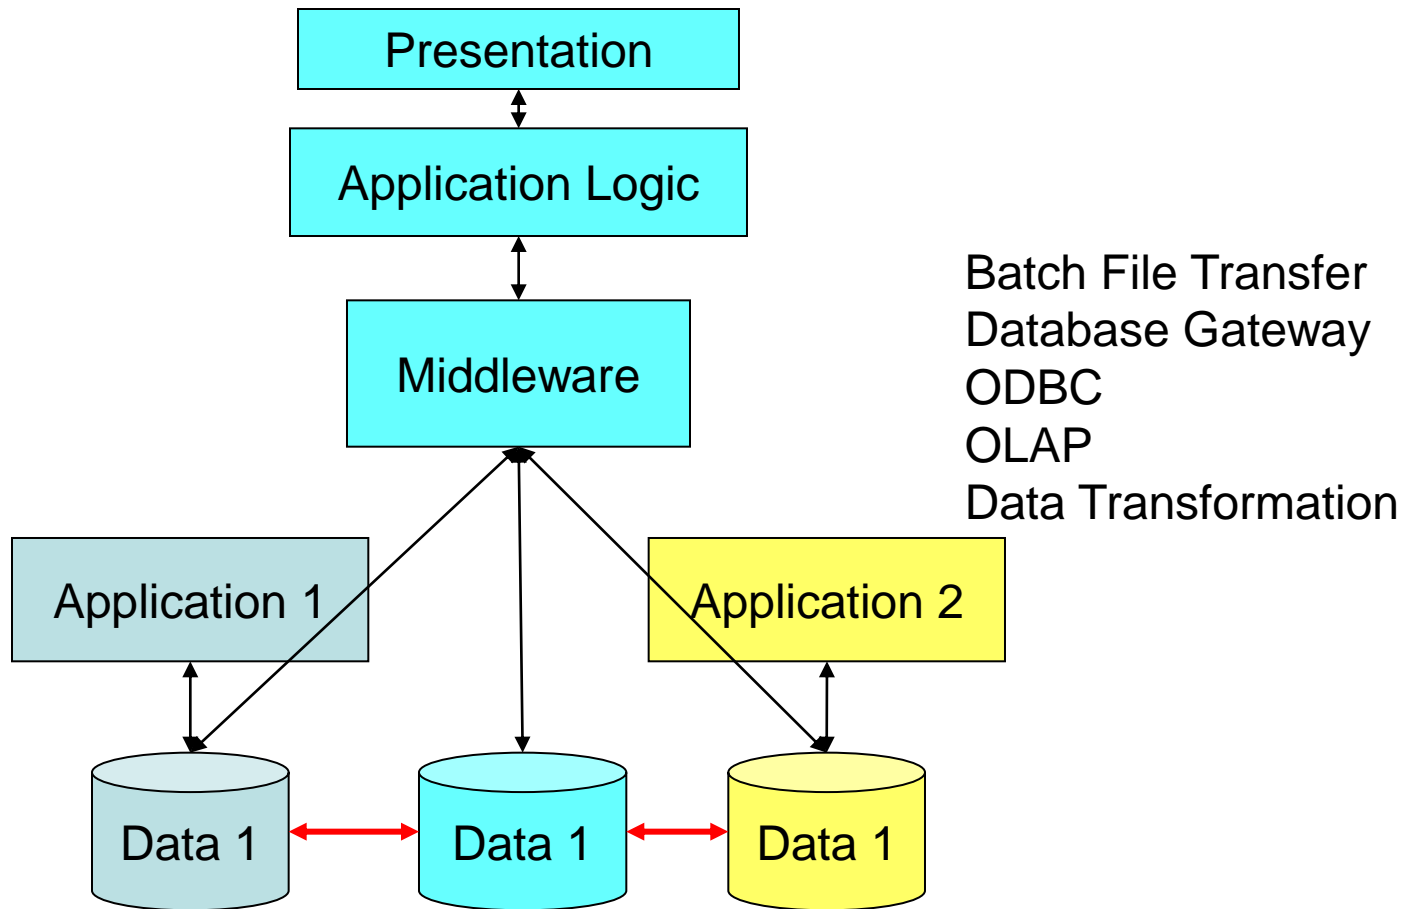 Presentation
Application Logic
Middleware
Batch File Transfer
Database Gateway
ODBC
OLAP
Data Transformation
Application 1
Application 2
Data 1
Data 1
Data 1